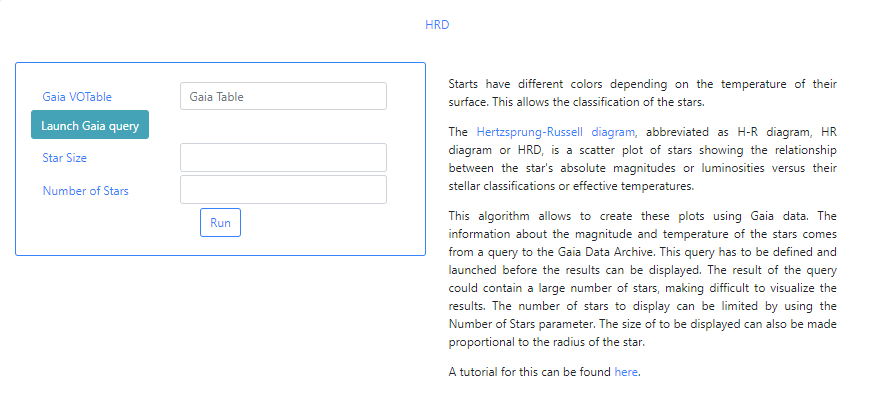 HRD
Gaia VOTable
Gaia Table
Launch Gaia query
Star Size
Number of Stars
Run
Starts have different colors depending on the temperature of their
surface. This allows the classification of the stars.
The Hertzsprung-Russell diagram, abbreviated as H-R diagram, HR
diagram or HRD, is a scatter plot of stars showing the relationship
between the star's absolute magnitudes or luminosities versus their
stellar classifications or effective temperatures.
This algorithm allows to create these plots using Gaia data. The
information about the magnitude and temperature of the stars comes
from a query to the Gaia Data Archive. This query has to be defined and
launched before the results can be displayed. The result of the query
could contain a large number of stars, making difficult to visualize the
results. The number of stars to display can be limited by using the
Number of Stars parameter. The size of to be displayed can also be made
proportional to the radius of the star.
A tutorial for this can be found here.